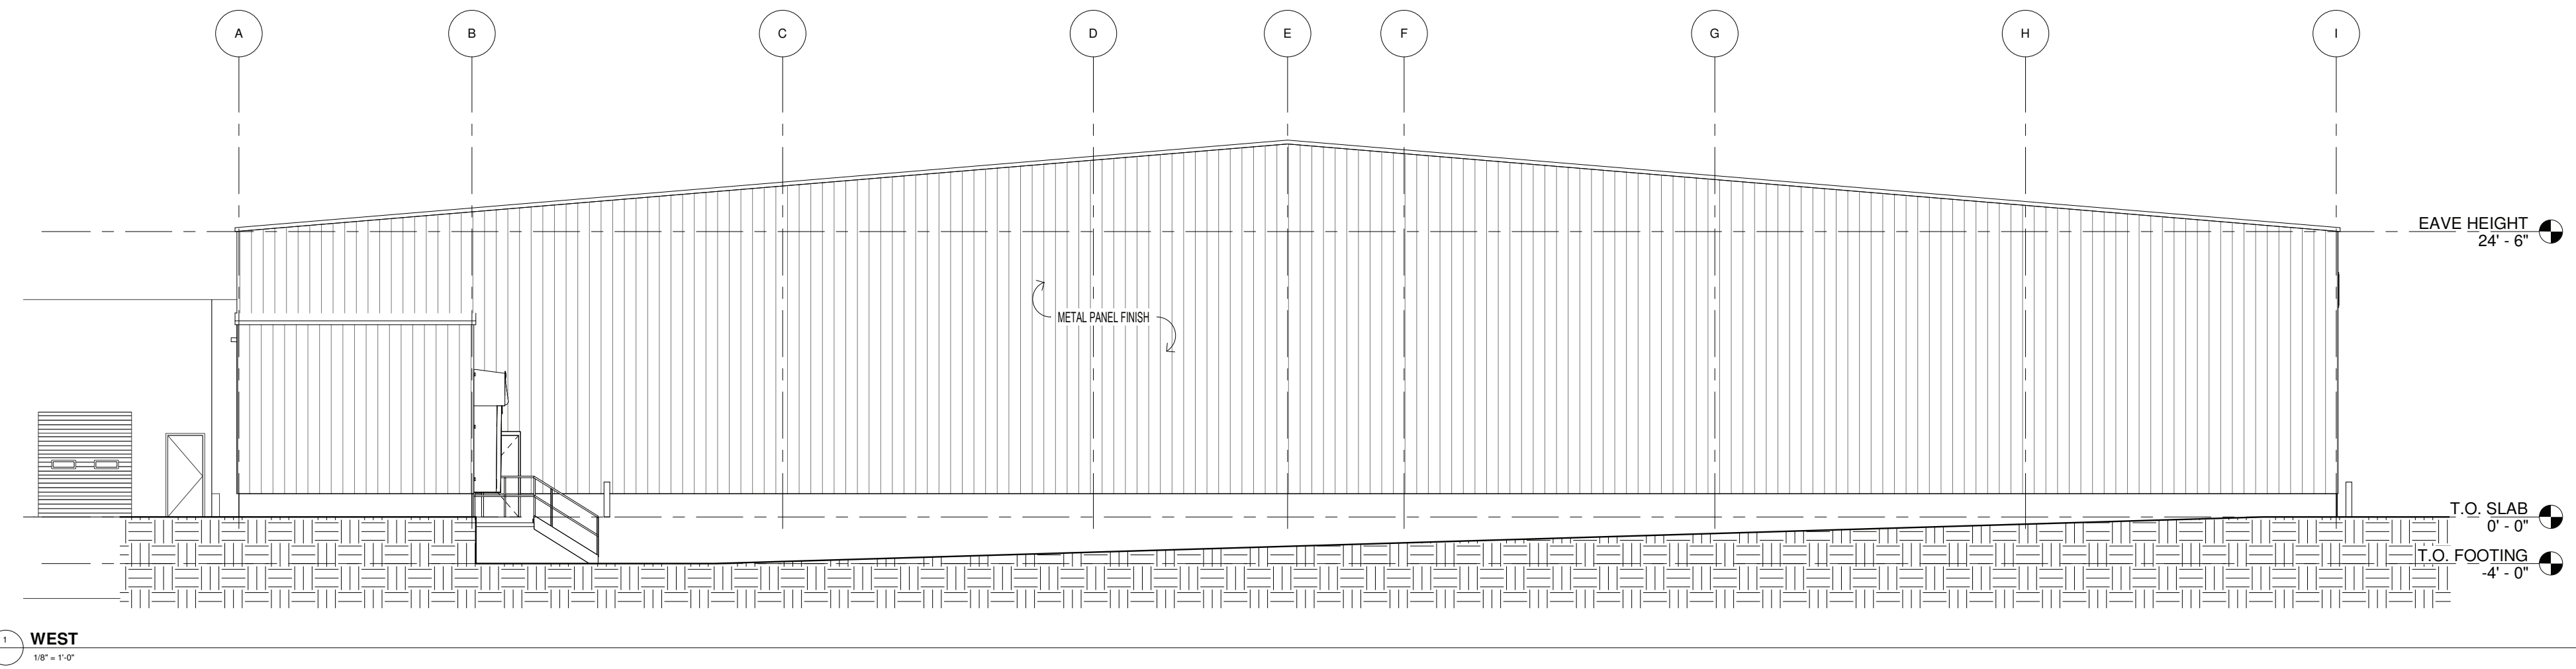 A B C D E F G H I
EAVE HEIGHT
24' - 6"
METAL PANEL FINISH
T.O. SLAB
0' - 0"
T.O. FOOTING
-4' - 0"
1 WEST
1/8" = 1'-0"